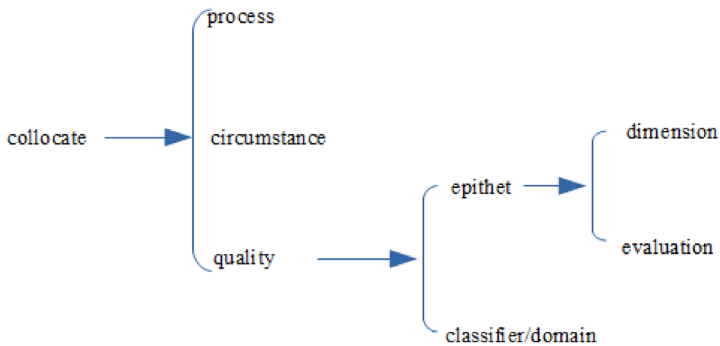 process
collocate
circumstance
quality
epithet
dimension
evaluation
classifier/domain